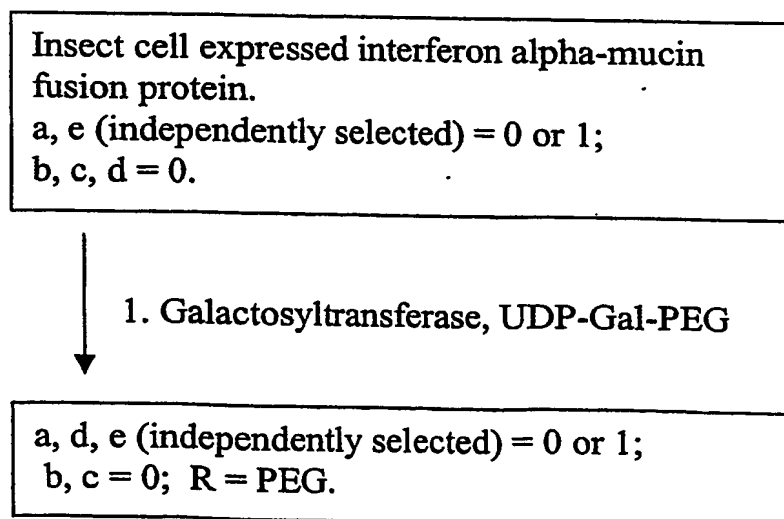 Insect cell expressed interferon alpha-mucin
fusion protein.
a, e (independently selected) = 0 or 1;
b, c, d = 0.
1. Galactosyltransferase, UDP-Gal-PEG
a, d, e (independently selected) = 0 or 1;
b, c = 0; R = PEG.